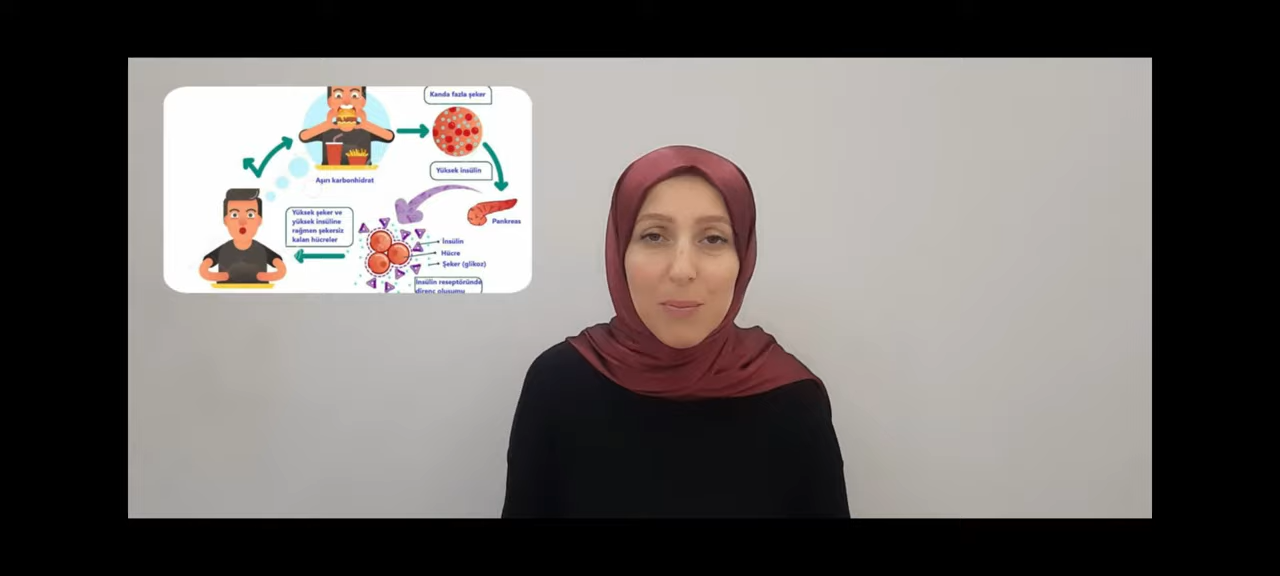 Kanda fazla şeker
Aşırı karbonhidrat
Yüksek insülin
Pankreas
Yüksek şeker ve
yüksek insüline
rağmen şekersiz
kalan hücreler
İnsülin
Hücre
Şeker (glikoz)
İnsülin reseptöründe
direnç oluşumu